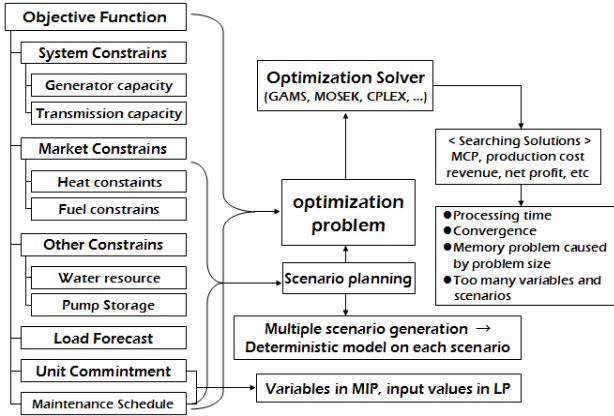 Objective Function
System Constrains
Generator capacity
Transmission capacity
Market Constrains
Heat constaints
Fuel constrains
Other Constrains
Water resource
Pump Storage
Load Forecast
Unit Commintment
Maintenance Schedule
Optimization Solver
(GAMS, MOSEK, CPLEX, ...)
optimization
problem
Scenario planning
Multiple scenario generation →
Deterministic model on each scenario
Variables in MIP, input values in LP
< Searching Solutions >
MCP, production cost
revenue, net profit, etc
●Processing time
●Convergence
●Memory problem caused
by problem size
●Too many variables and
scenarios